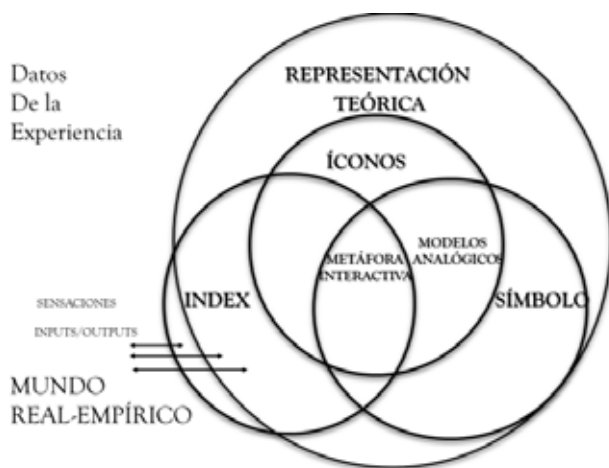 Datos
De la
Experiencia
REPRESENTACIÓN
TEÓRICA
ÍCONOS
METÁFORA
INTERACTIVA
MODELOS
ANALÓGICOS
INDEX
SÍMBOLO
SENSACIONES
INPUTS/OUTPUTS
MUNDO
REAL-EMPÍRICO